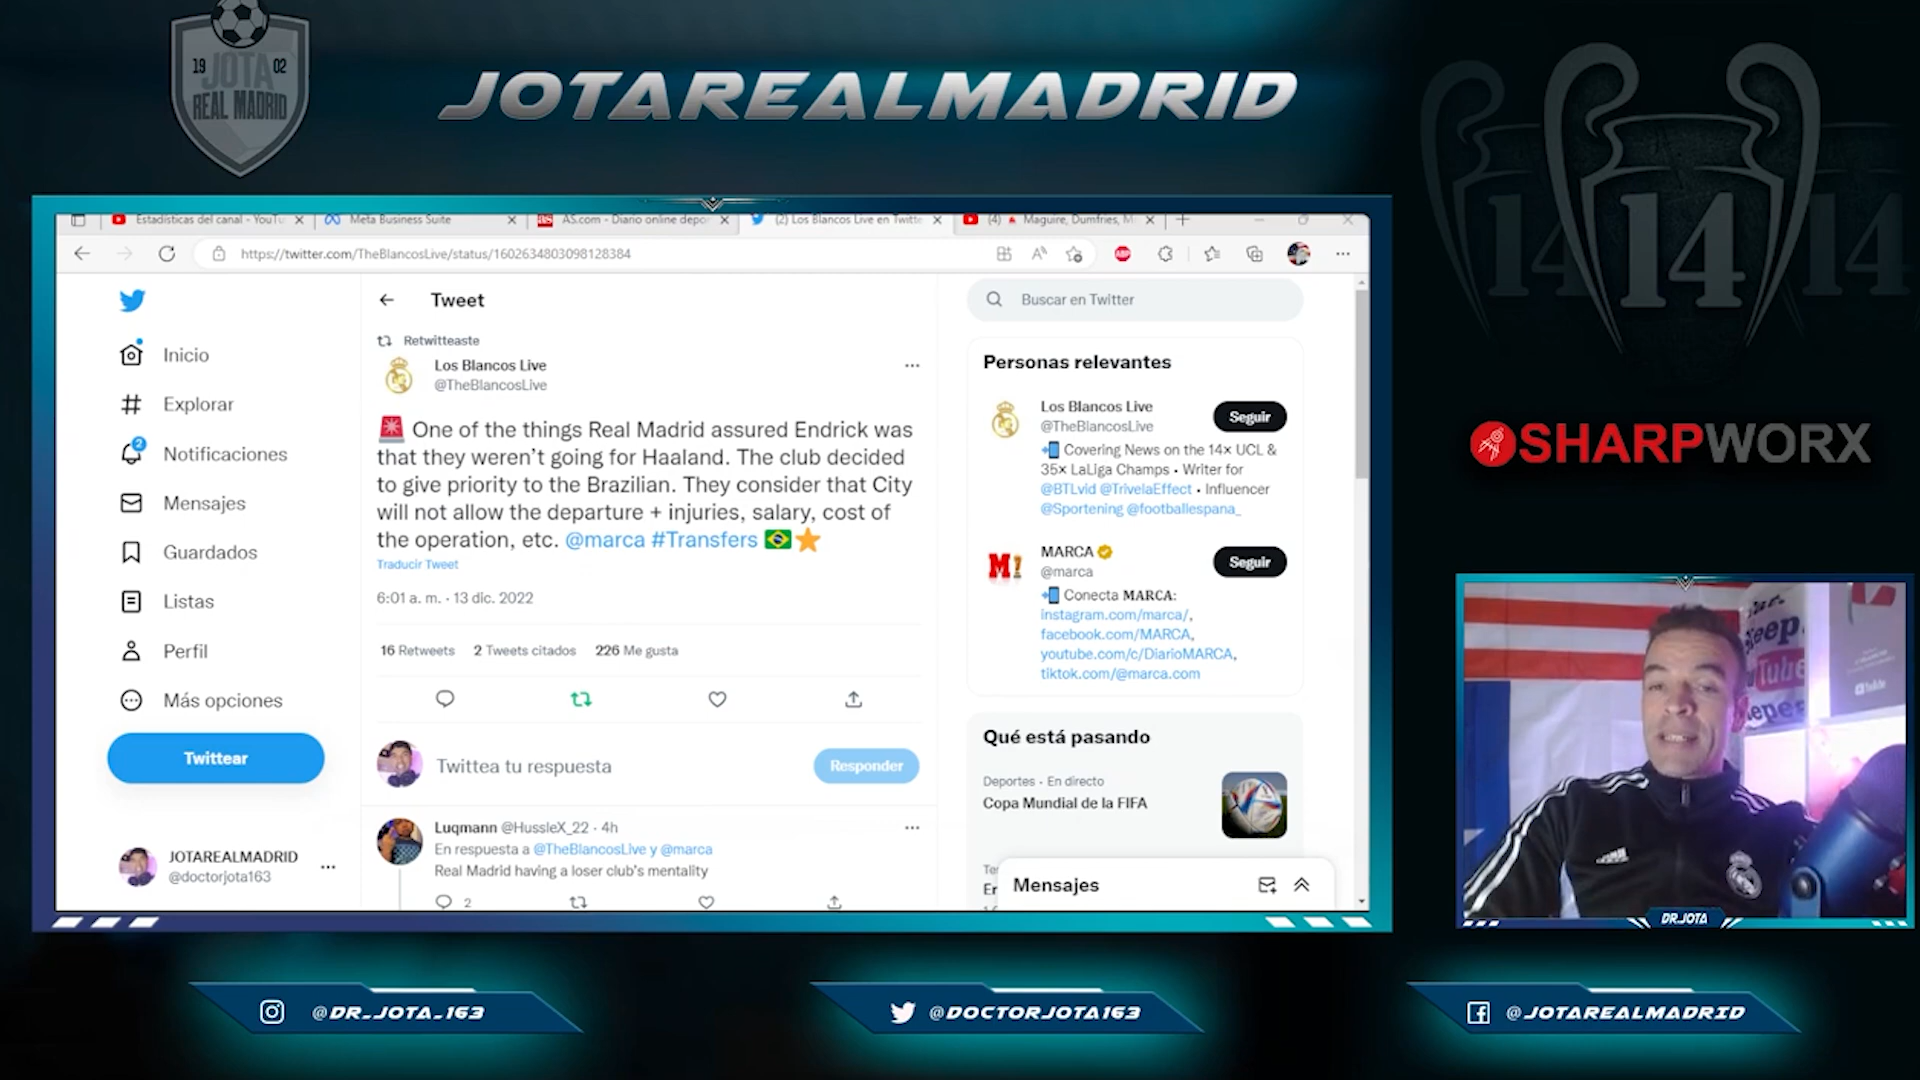 19 JOTA 02
REAL MADRID
JOTAREALMADRID
14 14 14
Estadísticas del canal - YouTu
Meta Business Suite
AS.com - Diario online depo
(2) Los Blancos Live en Twitte
(4) Maguire, Dumfries, M
https://twitter.com/TheBlancosLive/status/1602634803098128384
Inicio
Explorar
2
Notificaciones
Mensajes
Guardados
Listas
Perfil
Más opciones
Twittear
JOTAREALMADRID
@doctorjota163
Tweet
Retwitteaste
Los Blancos Live
@TheBlancosLive
One of the things Real Madrid assured Endrick was
that they weren't going for Haaland. The club decided
to give priority to the Brazilian. They consider that City
will not allow the departure + injuries, salary, cost of
the operation, etc. @marca #Transfers
Traducir Tweet
6:01 a. m. · 13 dic. 2022
16 Retweets 2 Tweets citados 226 Me gusta
Twittea tu respuesta
Responder
Luqmann @HussleX_22 · 4h
En respuesta a @TheBlancosLive y @marca
Real Madrid having a loser club's mentality
2
Buscar en Twitter
Personas relevantes
Los Blancos Live
@TheBlancosLive
Seguir
Covering News on the 14× UCL &
35× LaLiga Champs • Writer for
@BTLvid @TrivelaEffect • Influencer
@Sportening @footballespana_
MARCA
@marca
Seguir
Conecta MARCA:
instagram.com/marca/,
facebook.com/MARCA,
youtube.com/c/DiarioMARCA,
tiktok.com/@marca.com
Qué está pasando
Deportes · En directo
Copa Mundial de la FIFA
Mensajes
SHARPWORX
Keep
Tube
YouTube
DR.JOTA
@DR_JOTA_163
@DOCTORJOTA163
@JOTAREALMADRID